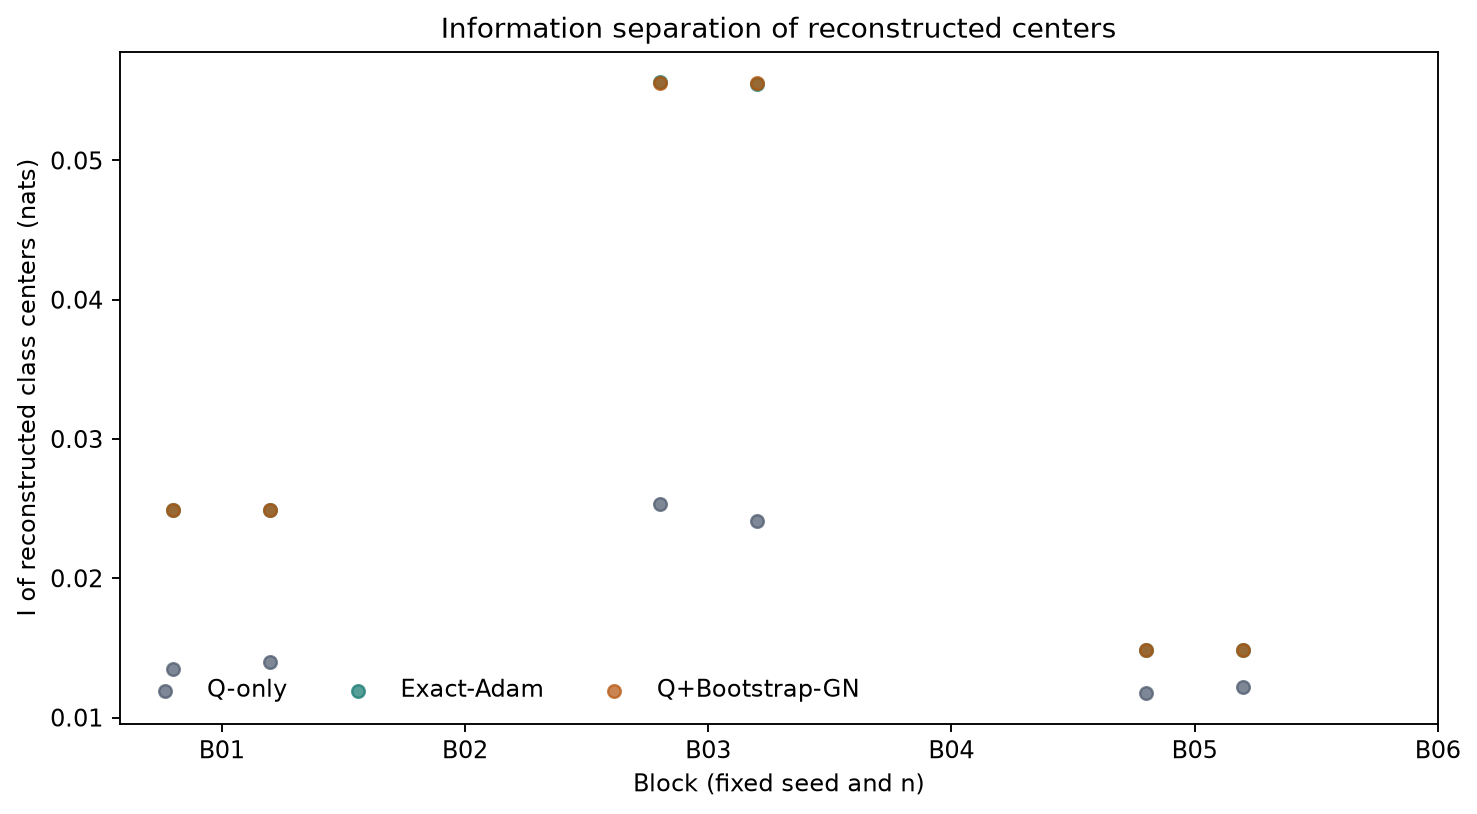 Information separation of reconstructed centers
I of reconstructed class centers (nats)
0.05
0.04
0.03
0.02
0.01
Q-only Exact-Adam Q+Bootstrap-GN
B01 B02 B03 B04 B05 B06
Block (fixed seed and n)